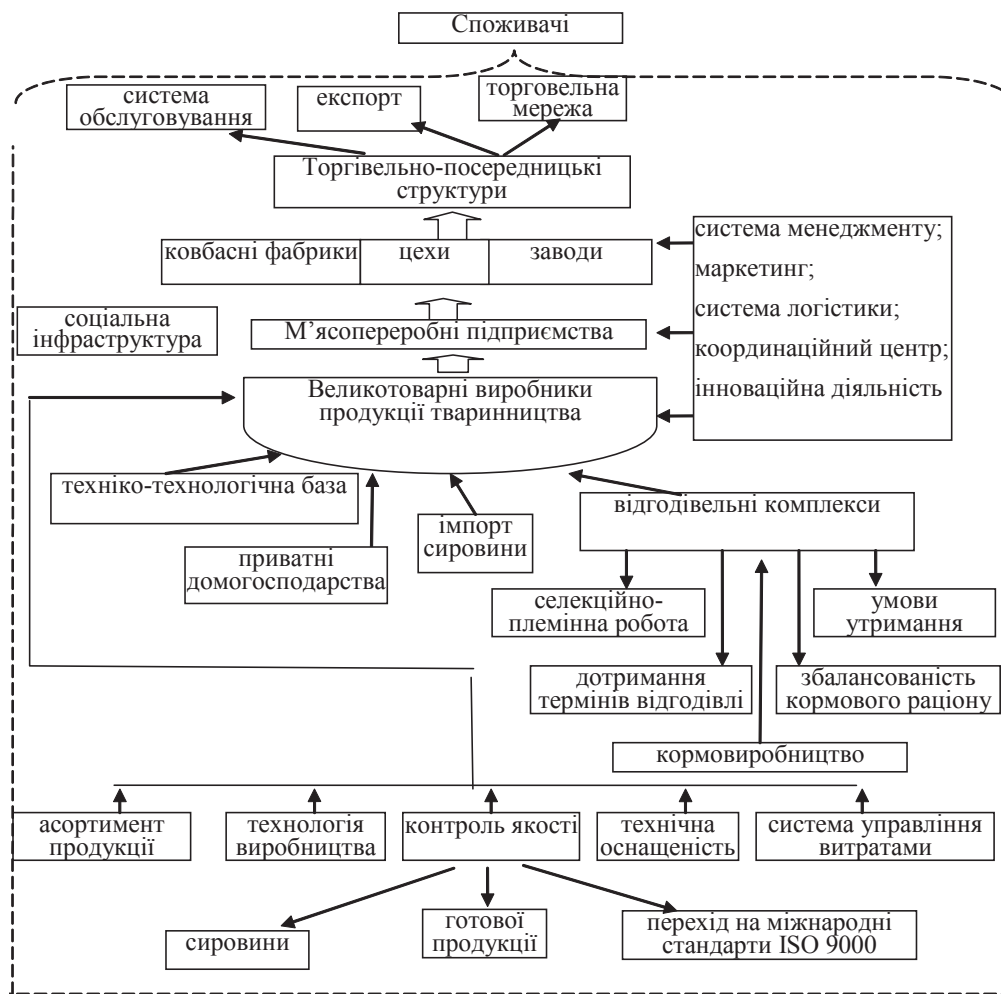 Споживачі
система
обслуговування
експорт
торговельна
мережа
Торгівельно-посередницькі
структури
ковбасні фабрики
цехи
заводи
система менеджменту;
маркетинг;
система логістики;
координаційний центр;
інноваційна діяльність
соціальна
інфраструктура
М’ясопереробні підприємства
Великотоварні виробники
продукції тваринництва
техніко-технологічна база
приватні
домогосподарства
імпорт
сировини
відгодівельні комплекси
селекційно-
племінна робота
умови
утримання
дотримання
термінів відгодівлі
збалансованість
кормового раціону
кормовиробництво
асортимент
продукції
технологія
виробництва
контроль якості
технічна
оснащеність
система управління
витратами
сировини
готової
продукції
перехід на міжнародні
стандарти ISO 9000